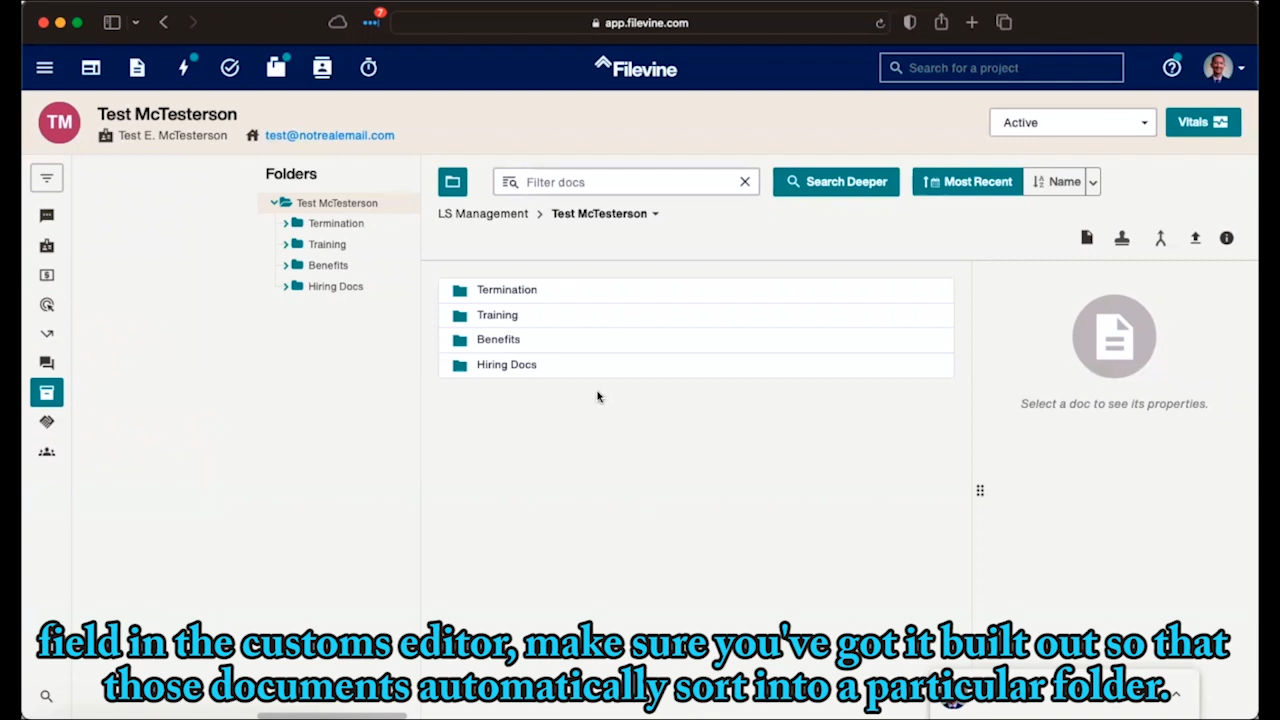 7
app.filevine.com
Filevine
Search for a project
TM
Test McTesterson
Test E. McTesterson
test@notrealemail.com
Active
Vitals
Folders
Test McTesterson
Termination
Training
Benefits
Hiring Docs
Filter docs
Search Deeper
Most Recent
Name
LS Management > Test McTesterson
Termination
Training
Benefits
Hiring Docs
Select a doc to see its properties.
field in the customs editor, make sure you've got it built out so that
those documents automatically sort into a particular folder.